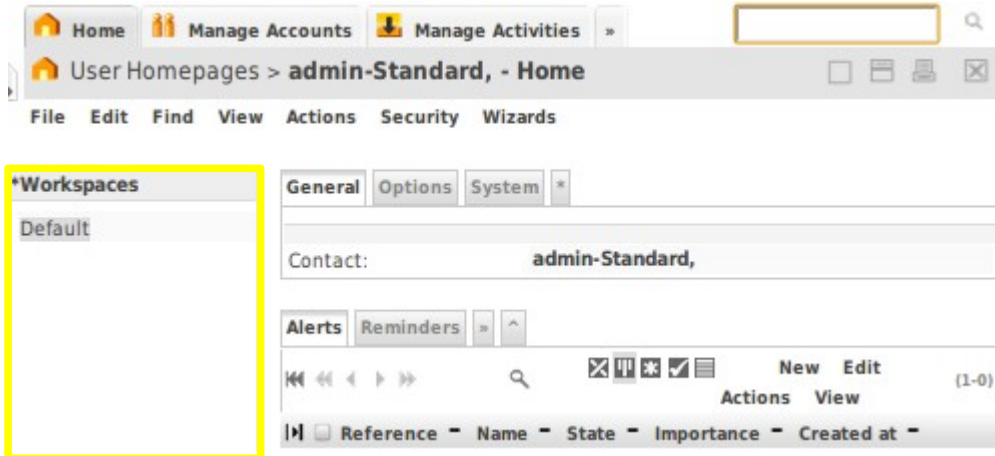 Home Manage Accounts Manage Activities »
User Homepages > admin-Standard, - Home
File Edit Find View Actions Security Wizards
*Workspaces
Default
General Options System *
Contact: admin-Standard,
Alerts Reminders » ^
New Edit
(1-0)
Actions View
Reference Name State Importance Created at